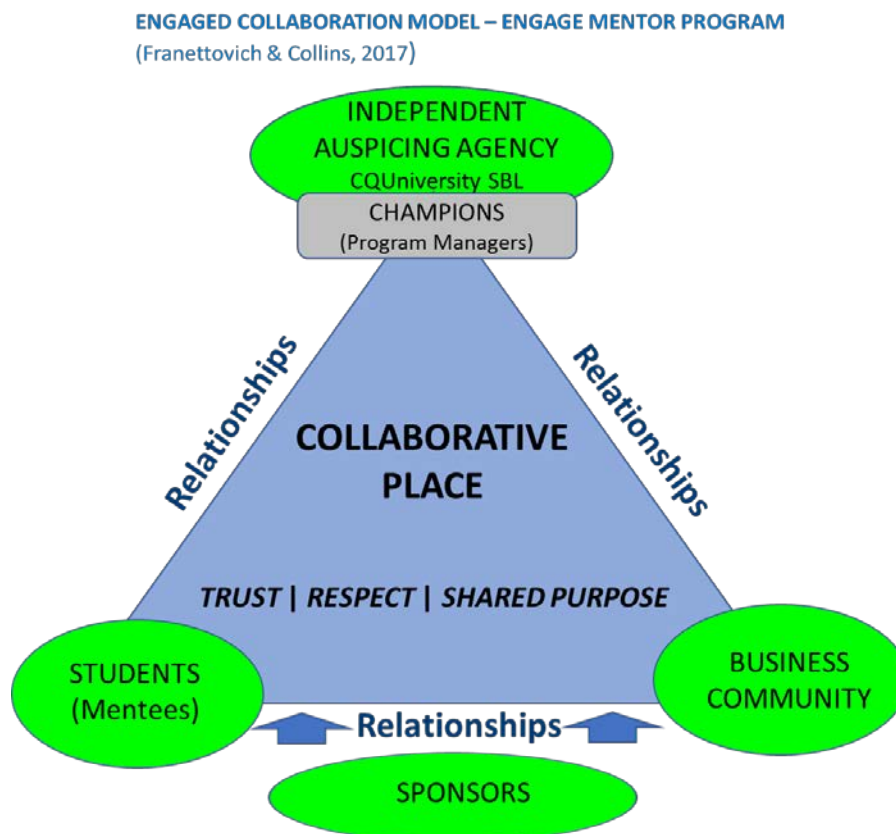 ENGAGED COLLABORATION MODEL – ENGAGE MENTOR PROGRAM
(Franettovich & Collins, 2017)
INDEPENDENT
AUSPICING AGENCY
CQUniversity SBL
CHAMPIONS
(Program Managers)
Relationships
Relationships
COLLABORATIVE
PLACE
TRUST | RESPECT | SHARED PURPOSE
STUDENTS
(Mentees)
BUSINESS
COMMUNITY
Relationships
SPONSORS